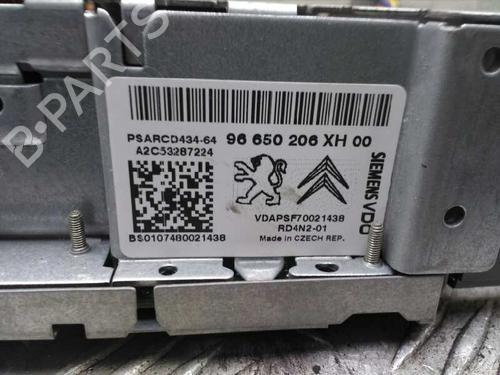 PSARCD434-64 96 650 206 XH 00
A2C53287224
SIEMENS VDO
VDAPSF70021438
BS0107480021438
RD4N2-01
Made in CZECH REP.
B-PARTS